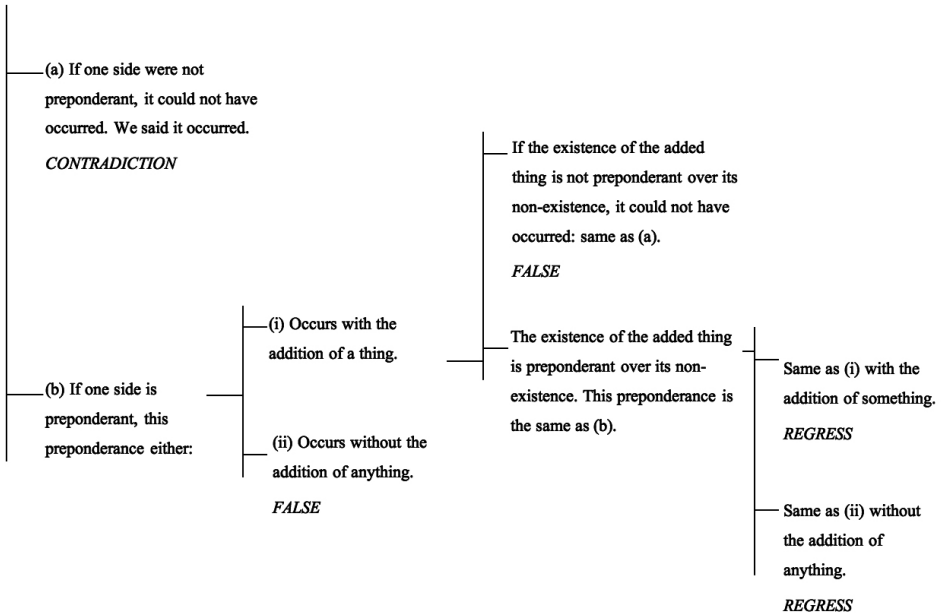 (a) If one side were not
preponderant, it could not have
occurred. We said it occurred.
CONTRADICTION
(b) If one side is
preponderant, this
preponderance either:
(i) Occurs with the
addition of a thing.
(ii) Occurs without the
addition of anything.
FALSE
If the existence of the added
thing is not preponderant over its
non-existence, it could not have
occurred: same as (a).
FALSE
The existence of the added thing
is preponderant over its non-
existence. This preponderance is
the same as (b).
Same as (i) with the
addition of something.
REGRESS
Same as (ii) without
the addition of
anything.
REGRESS